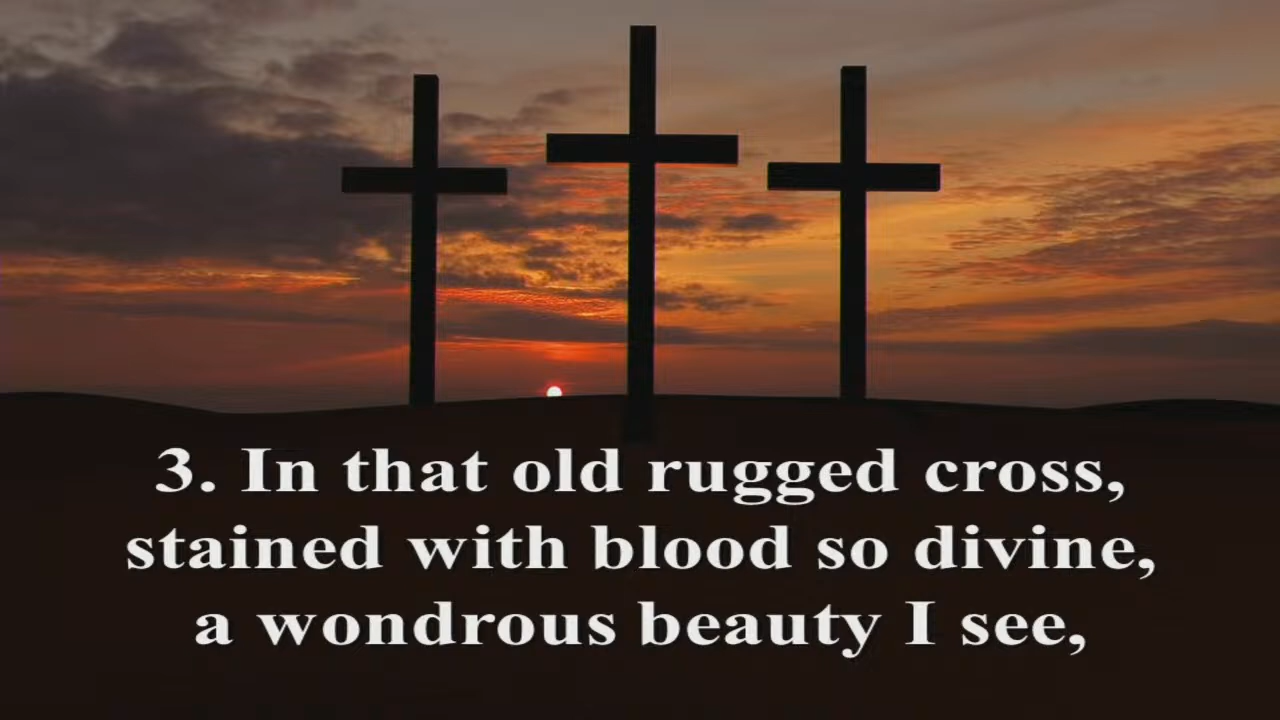 3. In that old rugged cross,
stained with blood so divine,
a wondrous beauty I see,